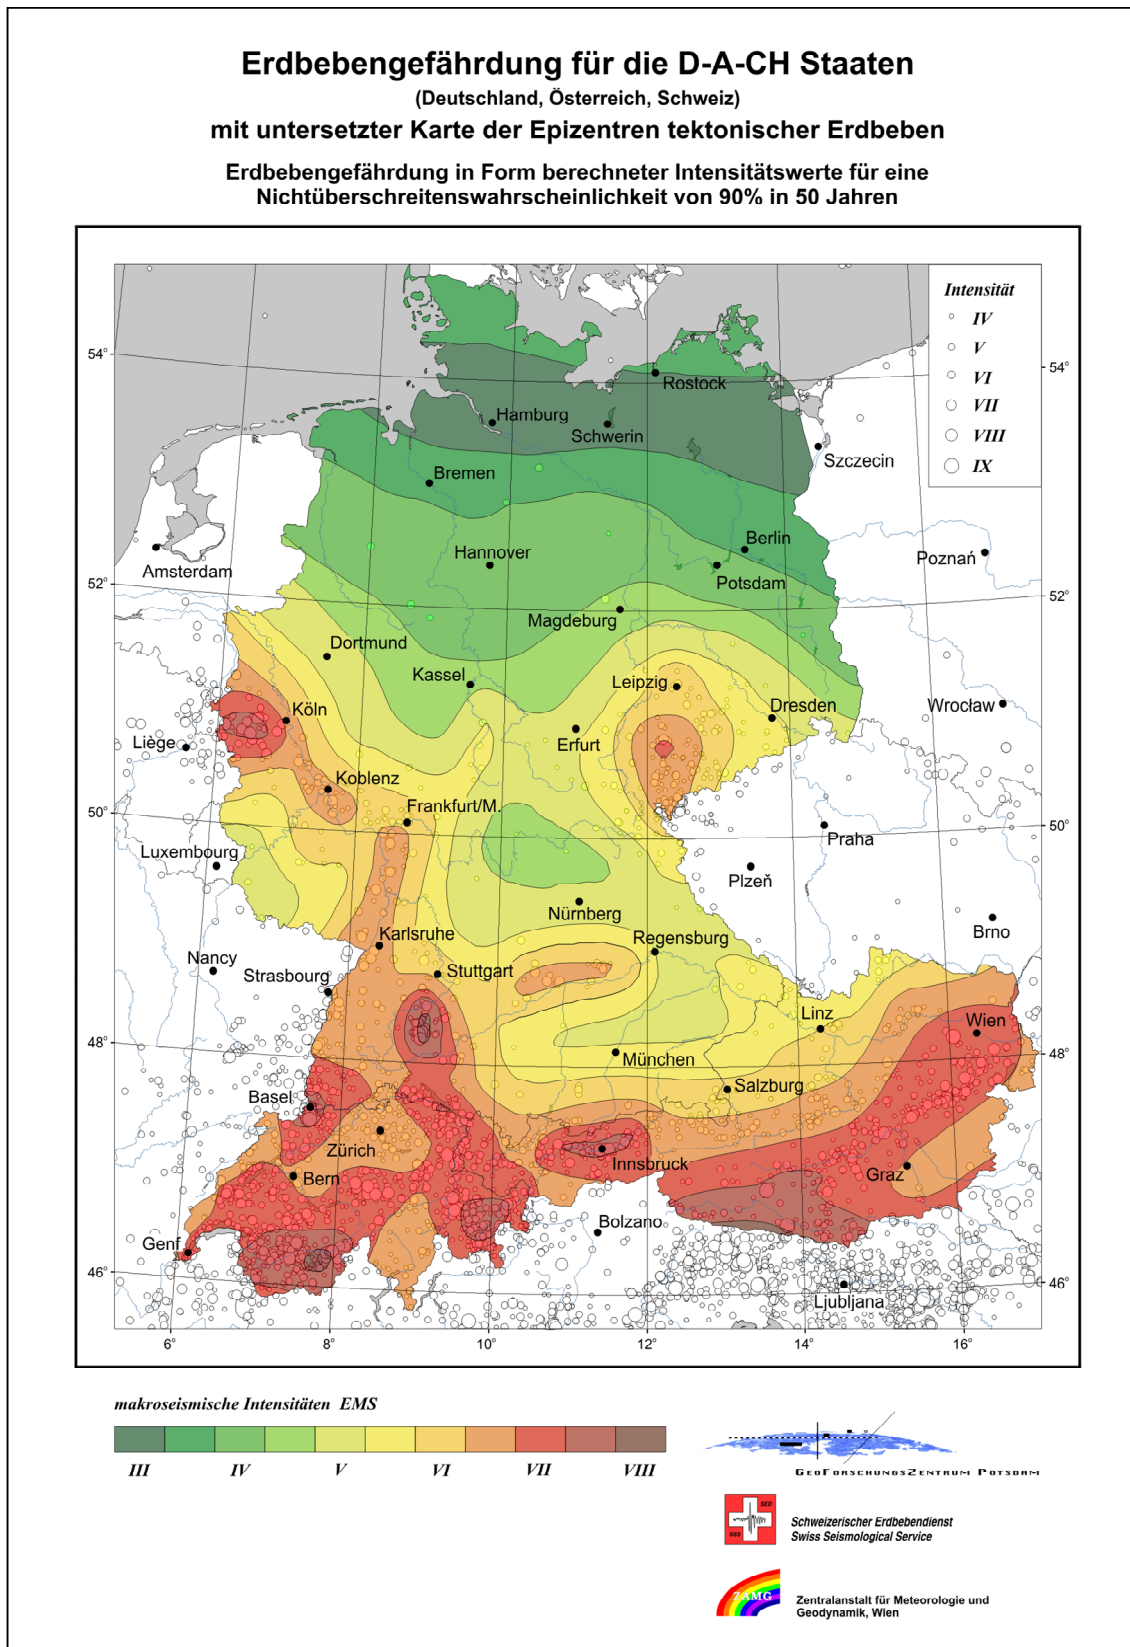 Erdbebengefährdung für die D-A-CH Staaten
(Deutschland, Österreich, Schweiz)
mit untersetzter Karte der Epizentren tektonischer Erdbeben
Erdbebengefährdung in Form berechneter Intensitätswerte für eine
Nichtüberschreitenswahrscheinlichkeit von 90% in 50 Jahren
Intensität
IV
V
VI
VII
VIII
IX
54°
54°
Rostock
Hamburg
Schwerin
Szczecin
Bremen
Berlin
Hannover
Poznań
Amsterdam
Potsdam
52°
52°
Magdeburg
Dortmund
Kassel
Leipzig
Köln
Dresden
Wrocław
Liège
Erfurt
Koblenz
Frankfurt/M.
50°
50°
Praha
Luxembourg
Plzeň
Nürnberg
Karlsruhe
Regensburg
Brno
Nancy
Strasbourg
Stuttgart
Linz
Wien
48°
48°
München
Salzburg
Basel
Zürich
Innsbruck
Bern
Graz
Bolzano
Genf
46°
46°
Ljubljana
6°
8°
10°
12°
14°
16°
makroseismische Intensitäten EMS
III
IV
V
VI
VII
VIII
GeoForschungsZentrum Potsdam
SED
SSS
Schweizerischer Erdbebendienst
Swiss Seismological Service
ZAMG
Zentralanstalt für Meteorologie und
Geodynamik, Wien